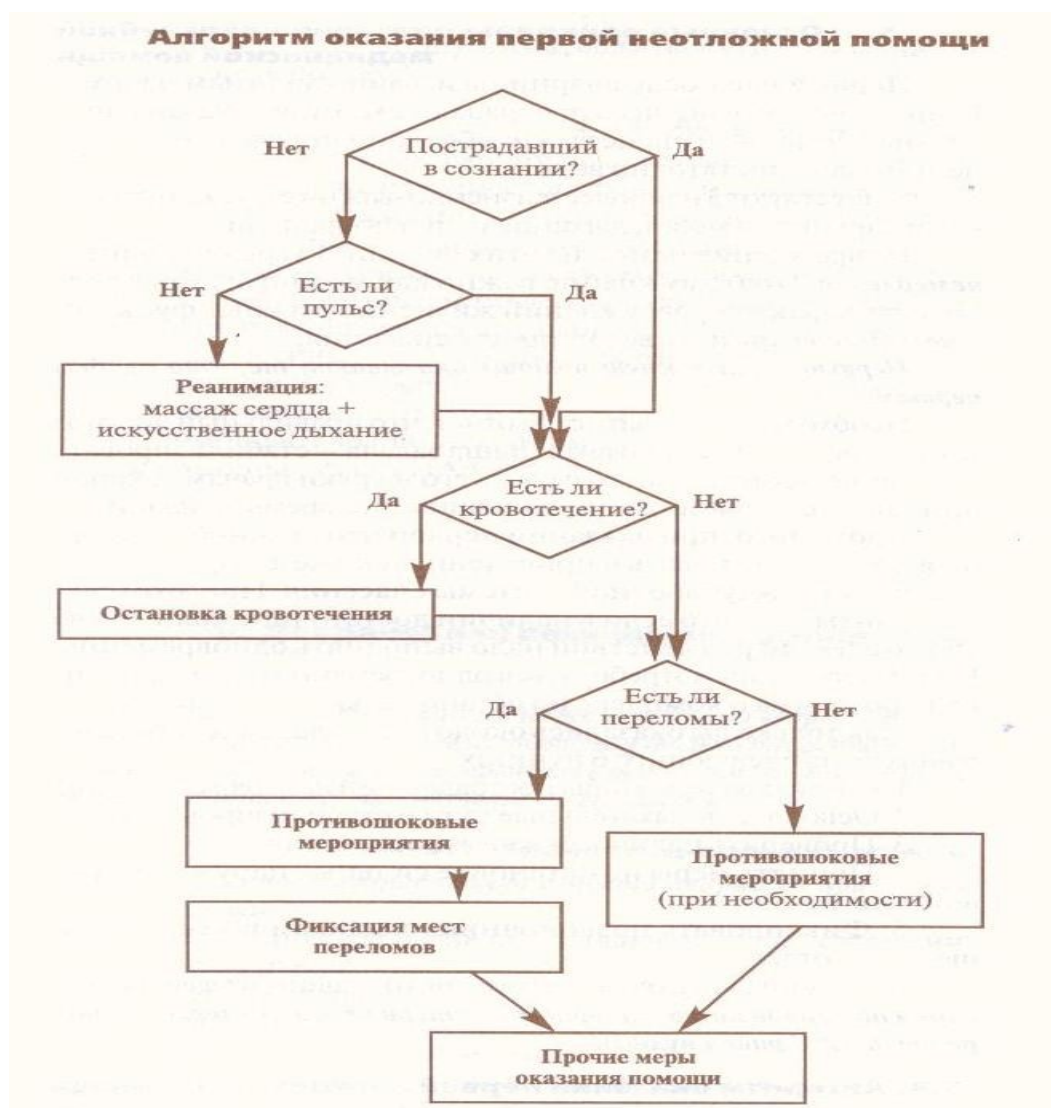 Алгоритм оказания первой неотложной помощи
Пострадавший
в сознании?
Нет
Да
Есть ли
пульс?
Нет
Да
Реанимация:
массаж сердца +
искусственное дыхание
Есть ли
кровотечение?
Да
Нет
Остановка кровотечения
Есть ли
переломы?
Да
Нет
Противошоковые
мероприятия
Противошоковые
мероприятия
(при необходимости)
Фиксация мест
переломов
Прочие меры
оказания помощи